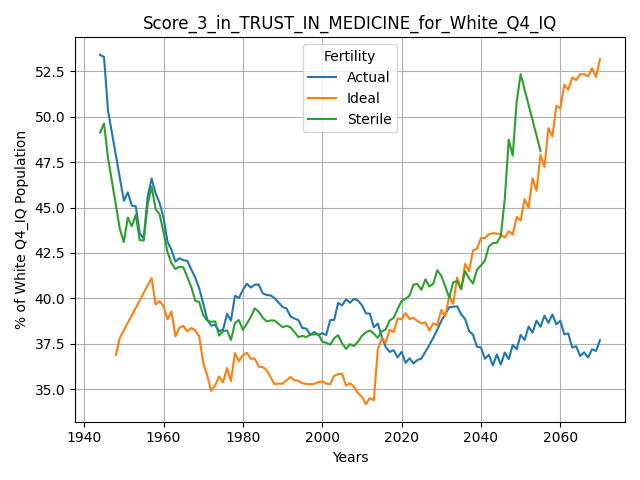 Score_3_in_TRUST_IN_MEDICINE_for_White_Q4_IQ
Fertility
Actual
Ideal
Sterile
% of White Q4_IQ Population
52.5
50.0
47.5
45.0
42.5
40.0
37.5
35.0
1940 1960 1980 2000 2020 2040 2060
Years